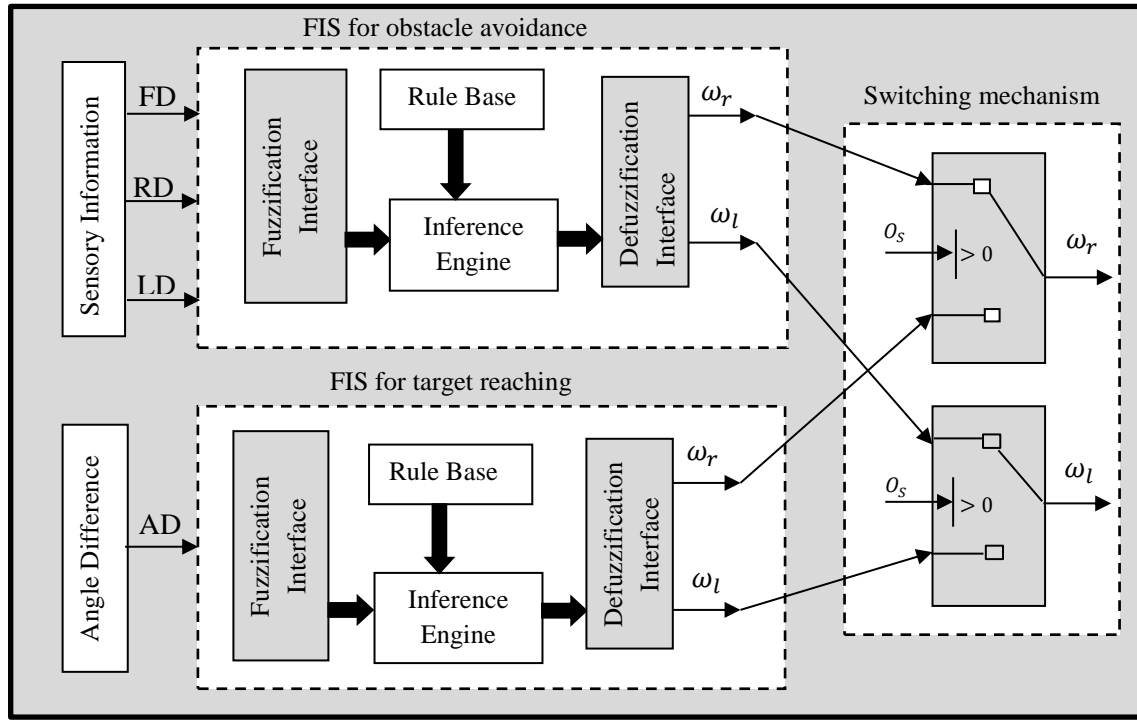 FIS for obstacle avoidance
Sensory Information
FD
RD
LD
Fuzzification
Interface
Rule Base
Inference
Engine
Defuzzification
Interface
ω_r
ω_l
Switching mechanism
O_s
> 0
ω_r
O_s
> 0
ω_l
FIS for target reaching
Angle Difference
AD
Fuzzification
Interface
Rule Base
Inference
Engine
Defuzzification
Interface
ω_r
ω_l